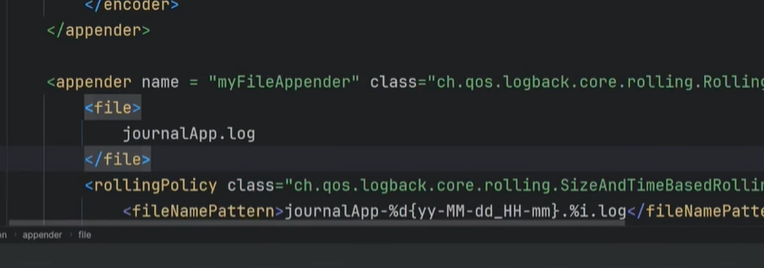 </encoder>
</appender>
<appender name = "myFileAppender" class="ch.qos.logback.core.rolling.Rolling
<file>
journalApp.log
</file>
<rollingPolicy class="ch.qos.logback.core.rolling.SizeAndTimeBasedRollin
<fileNamePattern>journalApp-%d{yy-MM-dd_HH-mm}.%i.log</fileNamePatte
on › appender › file